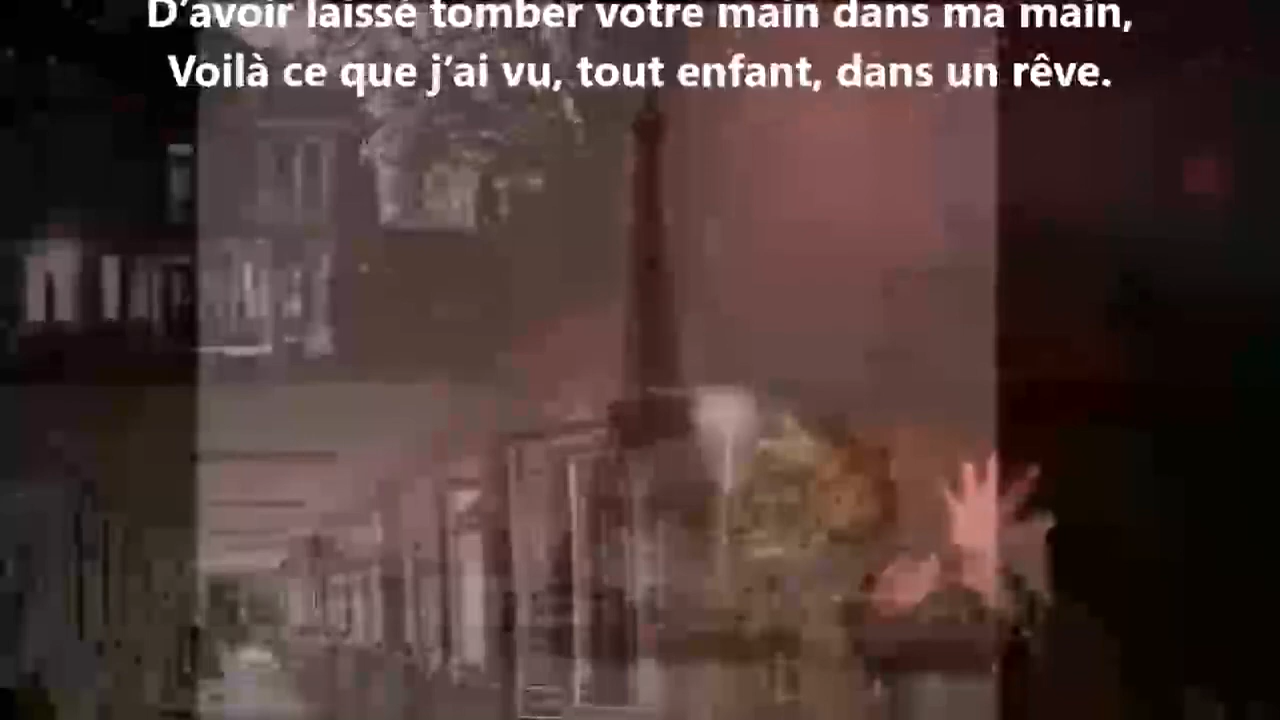 D’avoir laissé tomber votre main dans ma main,
Voilà ce que j’ai vu, tout enfant, dans un rêve.